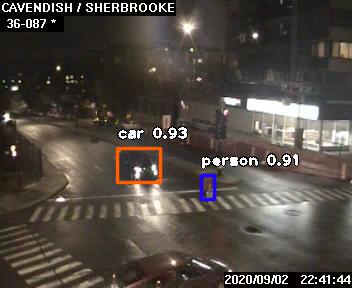 CAVENDISH / SHERBROOKE
36-087 *
car 0.93
person 0.91
2020/09/02 22:41:44